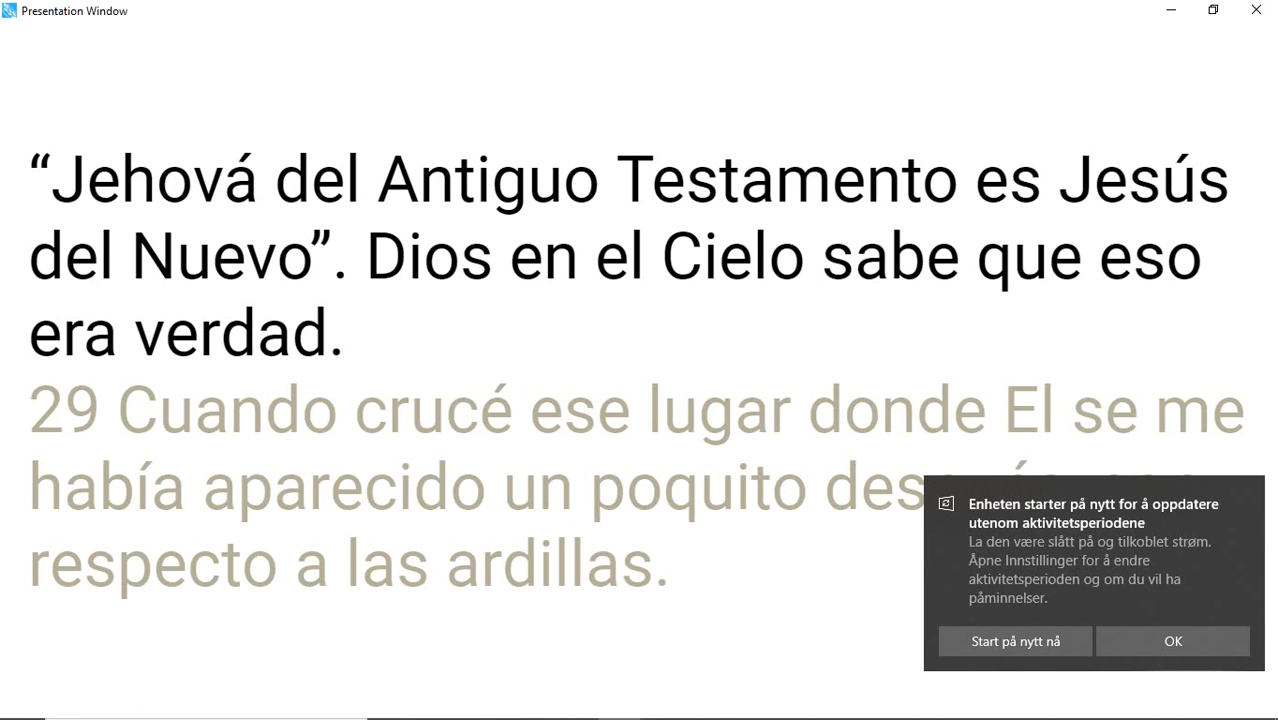 Presentation Window
“Jehová del Antiguo Testamento es Jesús
del Nuevo”. Dios en el Cielo sabe que eso
era verdad.
29 Cuando crucé ese lugar donde El se me
había aparecido un poquito
respecto a las ardillas.
Enheten starter på nytt for å oppdatere
utenom aktivitetsperiodene
La den være slått på og tilkoblet strøm.
Åpne Innstillinger for å endre
aktivitetsperioden og om du vil ha
påminnelser.
Start på nytt nå
OK